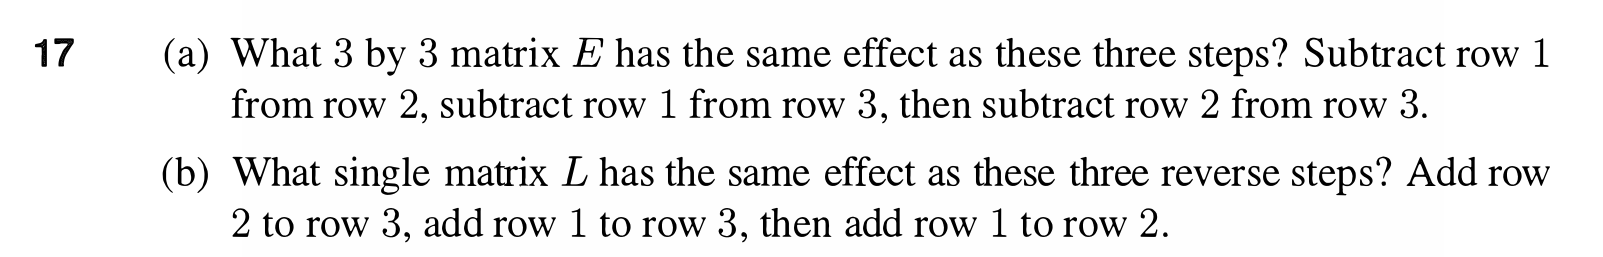 17 (a) What 3 by 3 matrix E has the same effect as these three steps? Subtract row 1
from row 2, subtract row 1 from row 3, then subtract row 2 from row 3.
(b) What single matrix L has the same effect as these three reverse steps? Add row
2 to row 3, add row 1 to row 3, then add row 1 to row 2.